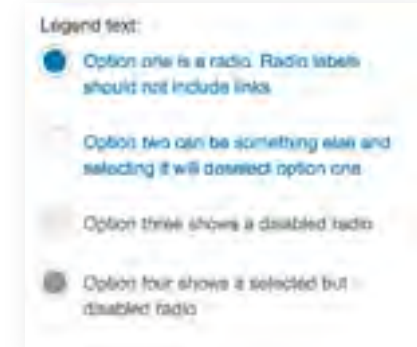 Legend text:
Option one is a radio. Radio labels
should not include links
Option two can be something else and
selecting it will deselect option one
Option three shows a disabled radio
Option four shows a selected but
disabled radio